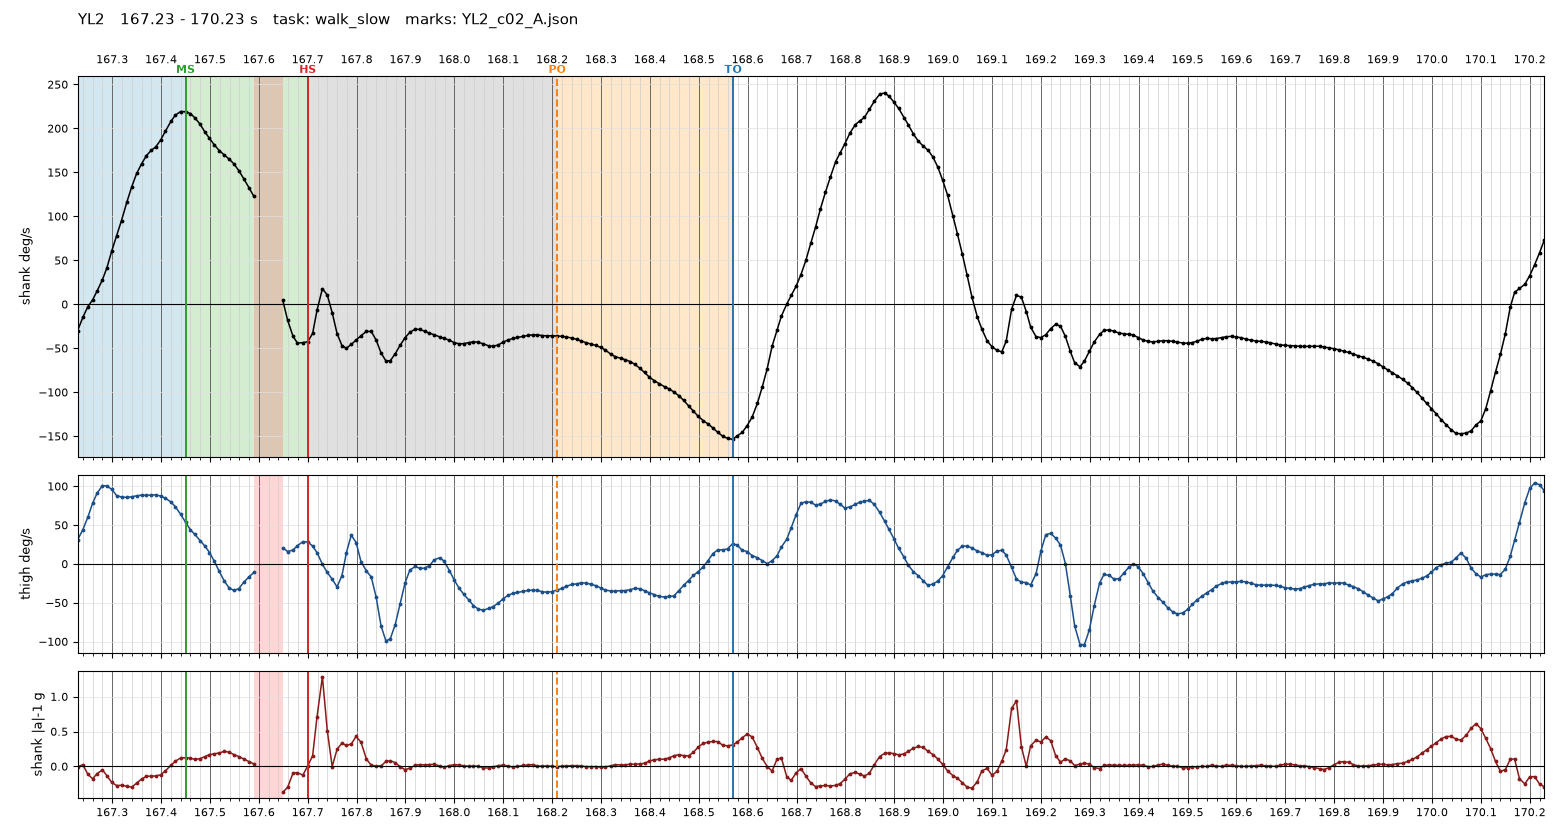 YL2 167.23 - 170.23 s task: walk_slow marks: YL2_c02_A.json
167.3 167.4 167.5 167.6 167.7 167.8 167.9 168.0 168.1 168.2 168.3 168.4 168.5 168.6 168.7 168.8 168.9 169.0 169.1 169.2 169.3 169.4 169.5 169.6 169.7 169.8 169.9 170.0 170.1 170.2
MS HS PO TO
250
200
150
100
50
0
−50
−100
−150
shank deg/s
100
50
0
−50
−100
thigh deg/s
1.0
0.5
0.0
shank |a|-1 g
167.3 167.4 167.5 167.6 167.7 167.8 167.9 168.0 168.1 168.2 168.3 168.4 168.5 168.6 168.7 168.8 168.9 169.0 169.1 169.2 169.3 169.4 169.5 169.6 169.7 169.8 169.9 170.0 170.1 170.2